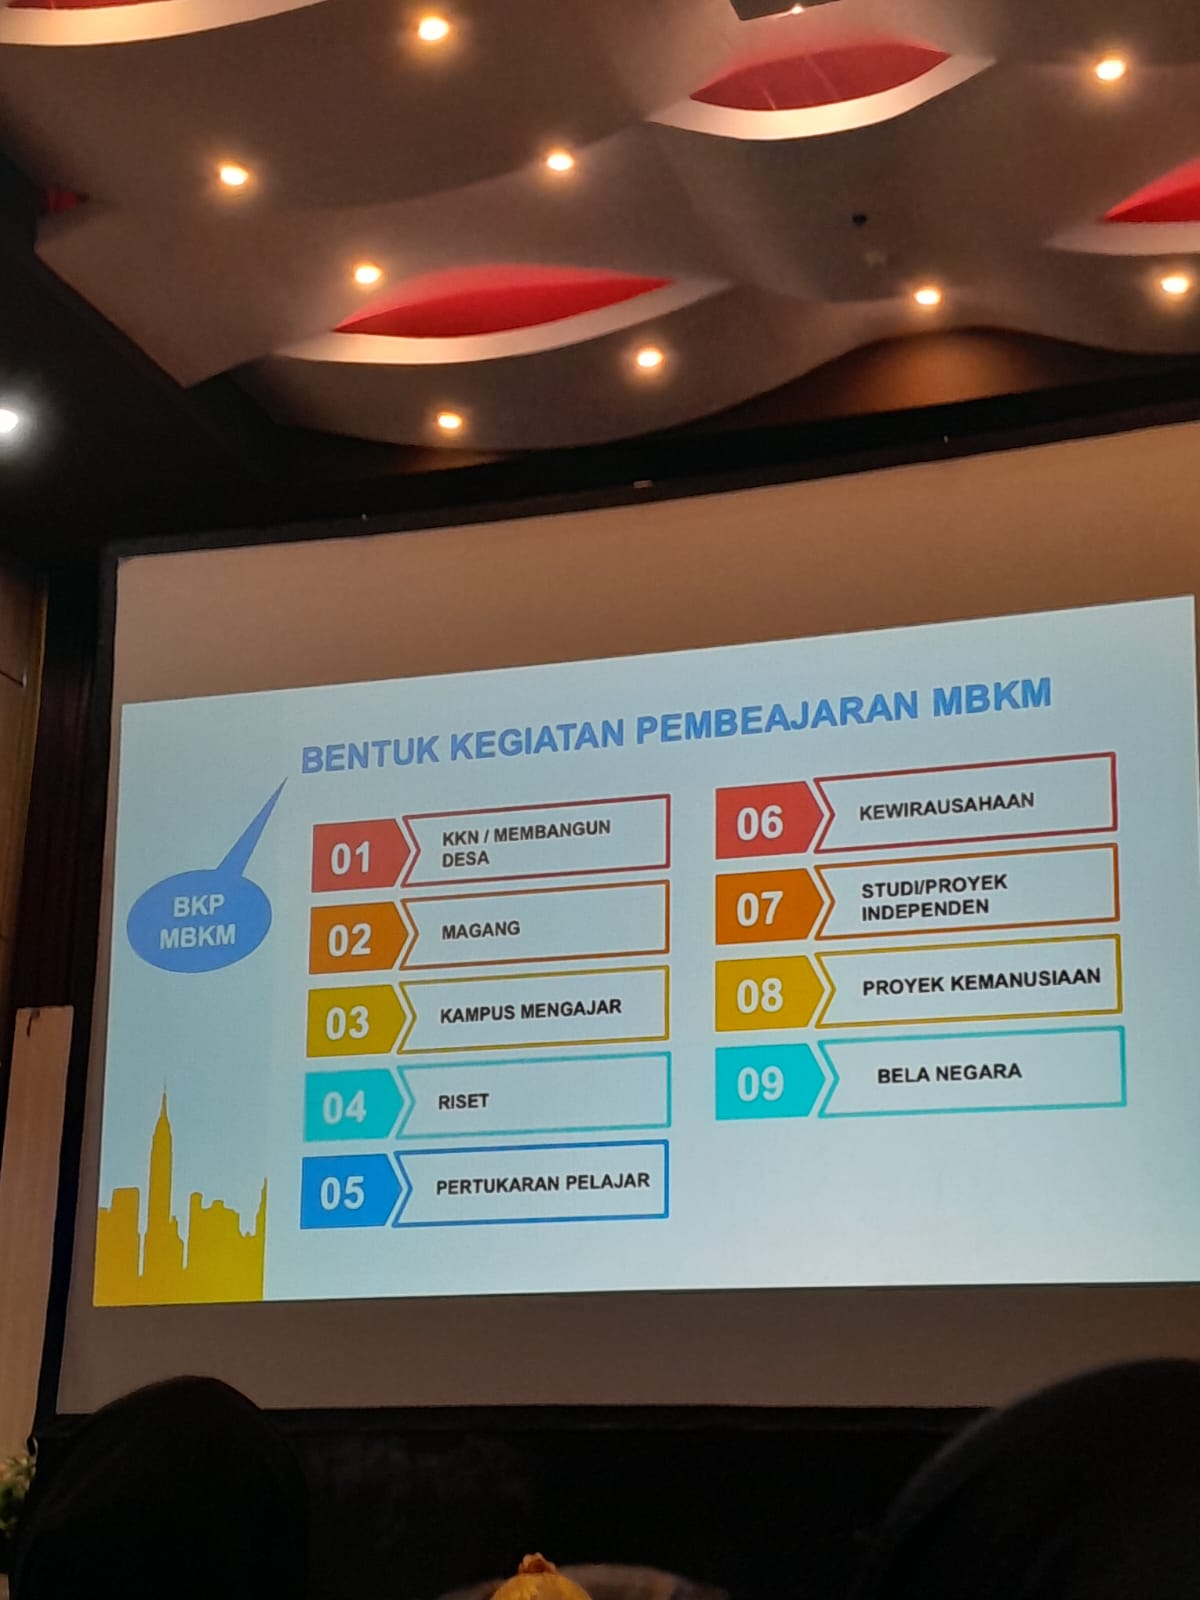 BENTUK KEGIATAN PEMBEAJARAN MBKM
BKP
MBKM
01
KKN / MEMBANGUN
DESA
02
MAGANG
03
KAMPUS MENGAJAR
04
RISET
05
PERTUKARAN PELAJAR
06
KEWIRAUSAHAAN
07
STUDI/PROYEK
INDEPENDEN
08
PROYEK KEMANUSIAAN
09
BELA NEGARA